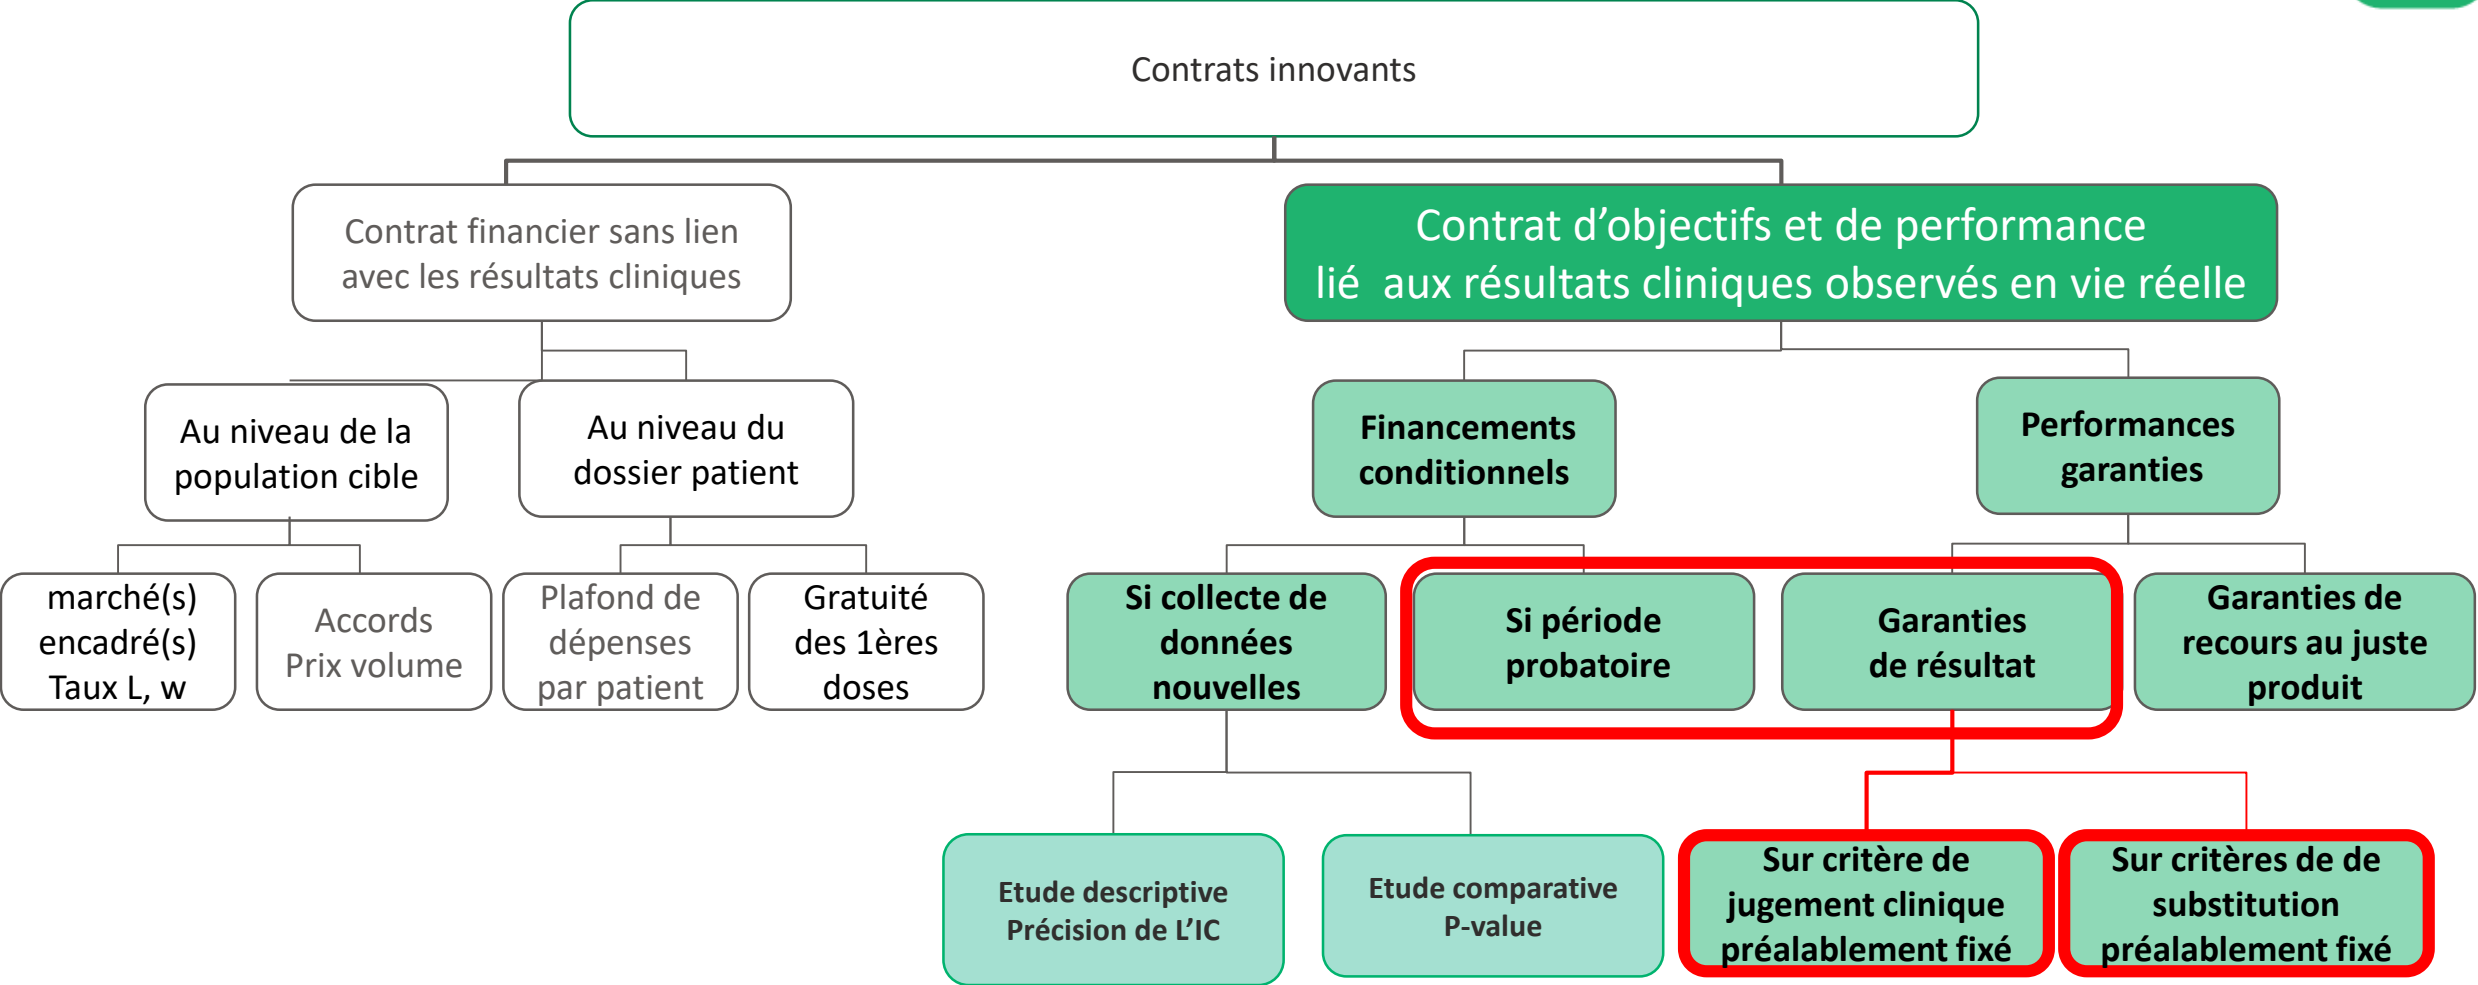 Contrats innovants
Contrat financier sans lien
avec les résultats cliniques
Contrat d’objectifs et de performance
lié aux résultats cliniques observés en vie réelle
Au niveau de la
population cible
Au niveau du
dossier patient
Financements
conditionnels
Performances
garanties
marché(s)
encadré(s)
Taux L, w
Accords
Prix volume
Plafond de
dépenses
par patient
Gratuité
des 1ères
doses
Si collecte de
données
nouvelles
Si période
probatoire
Garanties
de résultat
Garanties de
recours au juste
produit
Etude descriptive
Précision de L’IC
Etude comparative
P-value
Sur critère de
jugement clinique
préalablement fixé
Sur critères de de
substitution
préalablement fixé